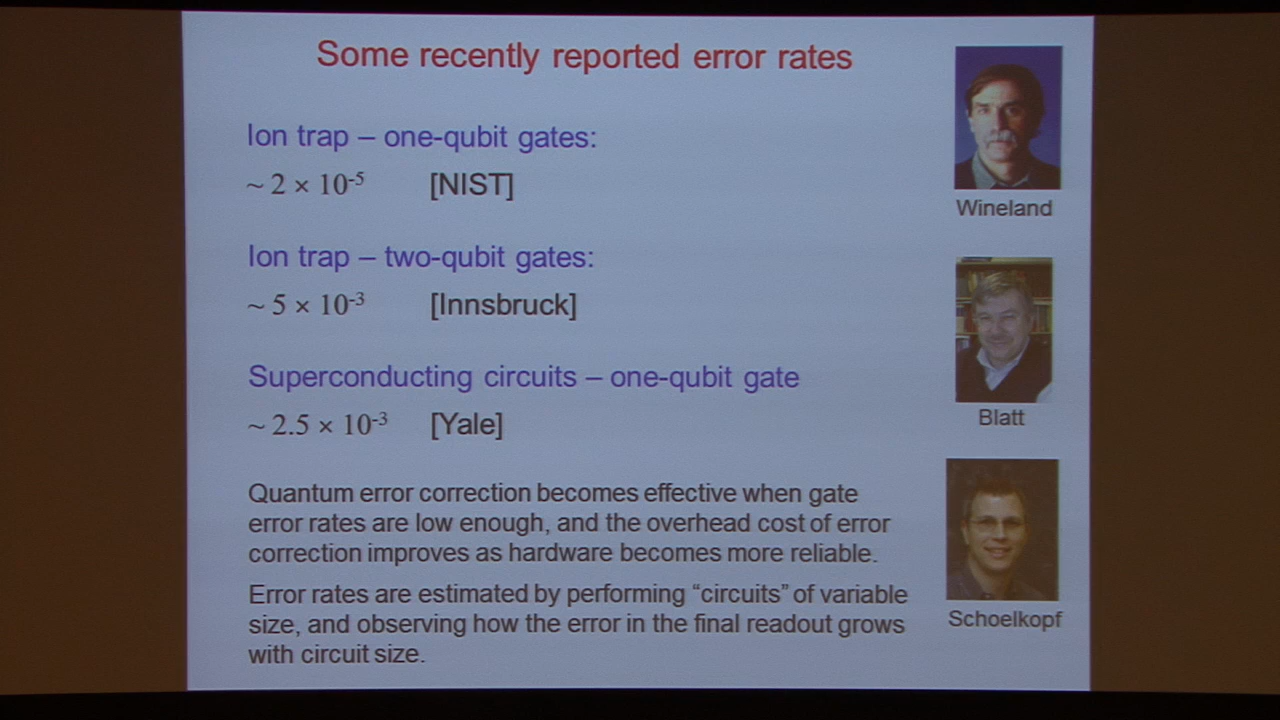 Some recently reported error rates
Ion trap – one-qubit gates:
~ 2 × 10⁻⁵ [NIST]
Wineland
Ion trap – two-qubit gates:
~ 5 × 10⁻³ [Innsbruck]
Superconducting circuits – one-qubit gate
Blatt
~ 2.5 × 10⁻³ [Yale]
Quantum error correction becomes effective when gate
error rates are low enough, and the overhead cost of error
correction improves as hardware becomes more reliable.
Error rates are estimated by performing “circuits” of variable
size, and observing how the error in the final readout grows
with circuit size.
Schoelkopf